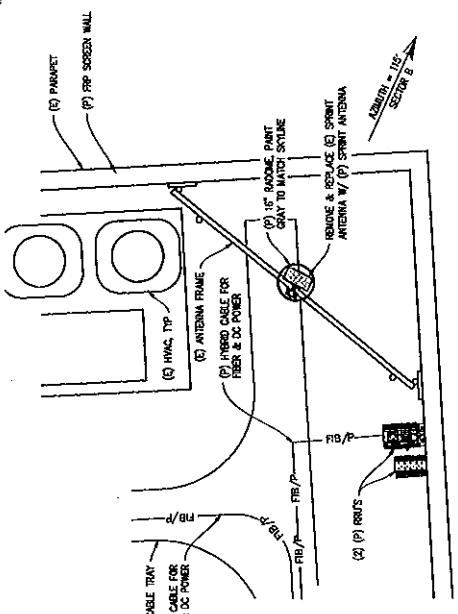 (E) PARAPET
(P) FRP SCREEN WALL
AZIMUTH = 115°
SECTOR B
(P) 16" RADOME, PAINT
GRAY TO MATCH SKYLINE
REMOVE & REPLACE (E) SPRINT
ANTENNA W/ (P) SPRINT ANTENNA
(E) HVAC, TYP
(E) ANTENNA FRAME
(P) HYBRID CABLE FOR
FIBER & DC POWER
FIB/P
FIB/P
FIB/P
FIB/P
FIB/P
(2) (P) RRU'S
CABLE TRAY
CABLE FOR
DC POWER